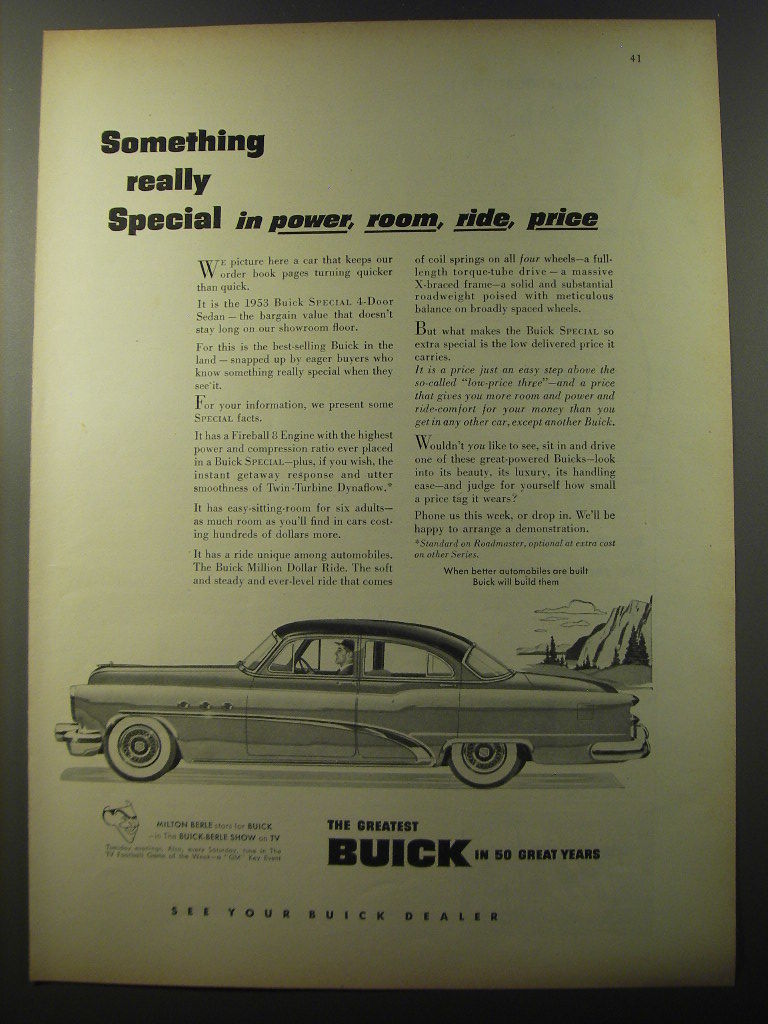 41
Something
really
Special in power, room, ride, price
WE picture here a car that keeps our
order book pages turning quicker
than quick.
It is the 1953 Buick SPECIAL 4-Door
Sedan—the bargain value that doesn't
stay long on our showroom floor.
For this is the best-selling Buick in the
land—snapped up by eager buyers who
know something really special when they
see it.
For your information, we present some
SPECIAL facts.
It has a Fireball 8 Engine with the highest
power and compression ratio ever placed
in a Buick SPECIAL—plus, if you wish, the
instant getaway response and utter
smoothness of Twin-Turbine Dynaflow.*
It has easy-sitting-room for six adults—
as much room as you'll find in cars cost-
ing hundreds of dollars more.
It has a ride unique among automobiles.
The Buick Million Dollar Ride. The soft
and steady and ever-level ride that comes
of coil springs on all four wheels—a full-
length torque-tube drive—a massive
X-braced frame—a solid and substantial
roadweight poised with meticulous
balance on broadly spaced wheels.
But what makes the Buick SPECIAL so
extra special is the low delivered price it
carries.
It is a price just an easy step above the
so-called "low-price three"—and a price
that gives you more room and power and
ride-comfort for your money than you
get in any other car, except another Buick.
Wouldn't you like to see, sit in and drive
one of these great-powered Buicks—look
into its beauty, its luxury, its handling
ease—and judge for yourself how small
a price tag it wears?
Phone us this week, or drop in. We'll be
happy to arrange a demonstration.
*Standard on Roadmaster, optional at extra cost
on other Series.
When better automobiles are built
Buick will build them
MILTON BERLE stars for BUICK
—in The BUICK-BERLE SHOW on TV
Tuesday evenings. Also, every Saturday, tune in The
TV Football Game of the Week—a "GM" Key Event
THE GREATEST
BUICK IN 50 GREAT YEARS
SEE YOUR BUICK DEALER